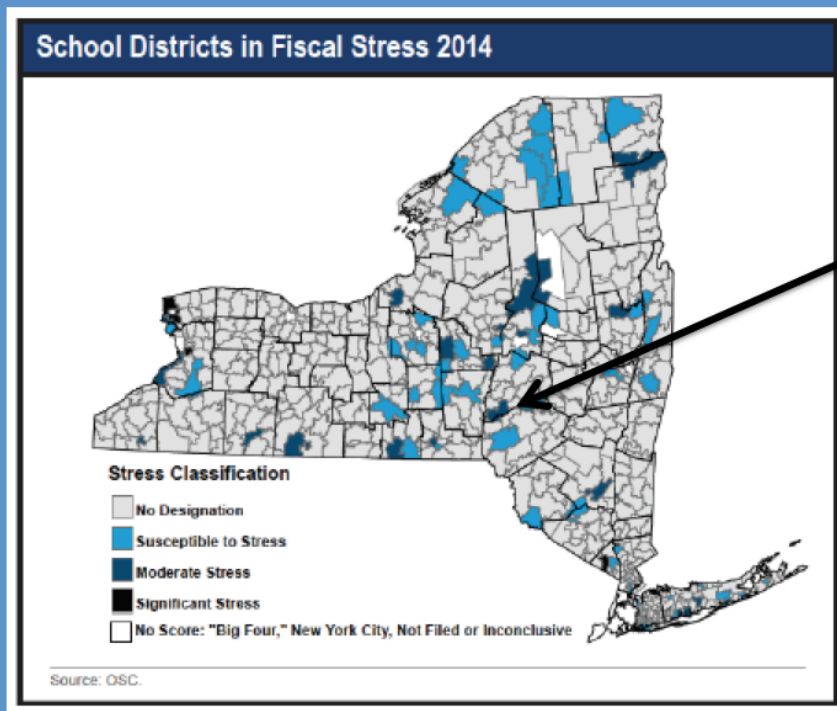 School Districts in Fiscal Stress 2014
Stress Classification
No Designation
Susceptible to Stress
Moderate Stress
Significant Stress
No Score: "Big Four," New York City, Not Filed or Inconclusive
Source: OSC.